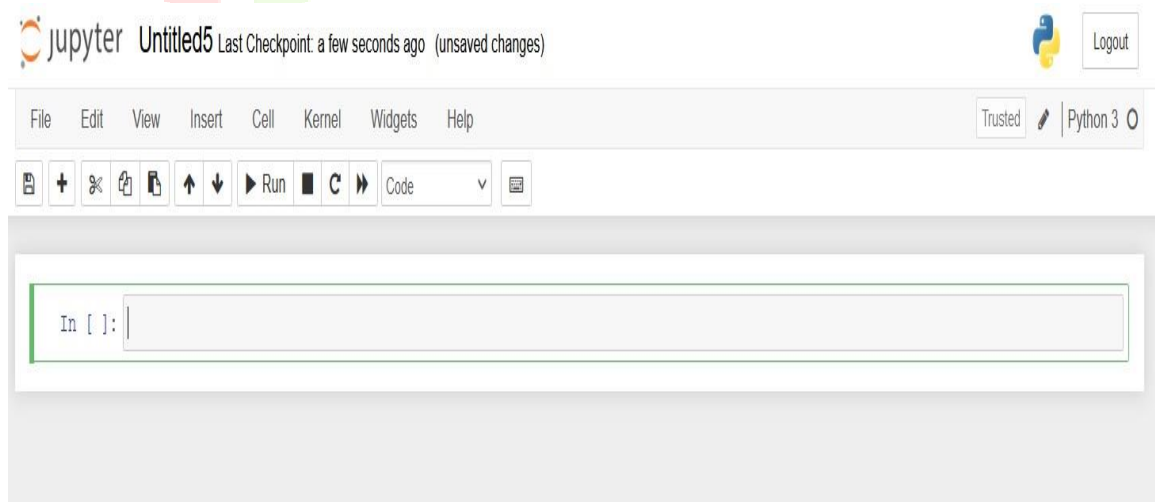 jupyter Untitled5 Last Checkpoint: a few seconds ago (unsaved changes) Logout
File Edit View Insert Cell Kernel Widgets Help Trusted Python 3
Run Code
In [ ]: